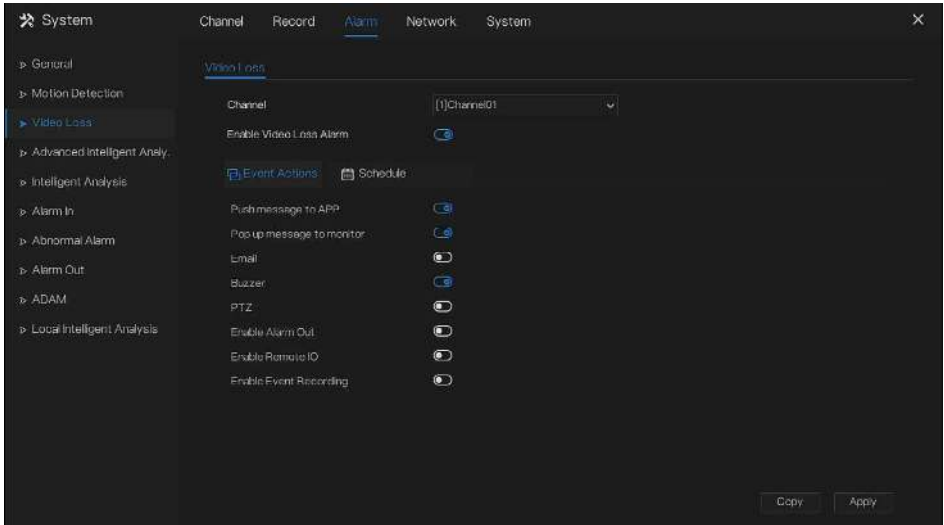 System
Channel Record Alarm Network System
General
Motion Detection
Video Loss
Advanced Intelligent Analy.
Intelligent Analysis
Alarm In
Abnormal Alarm
Alarm Out
ADAM
Local Intelligent Analysis
Video Loss
Channel [1]Channel01
Enable Video Loss Alarm
Event Actions Schedule
Push message to APP
Pop up message to monitor
Email
Buzzer
PTZ
Enable Alarm Out
Enable Remote IO
Enable Event Recording
Copy Apply